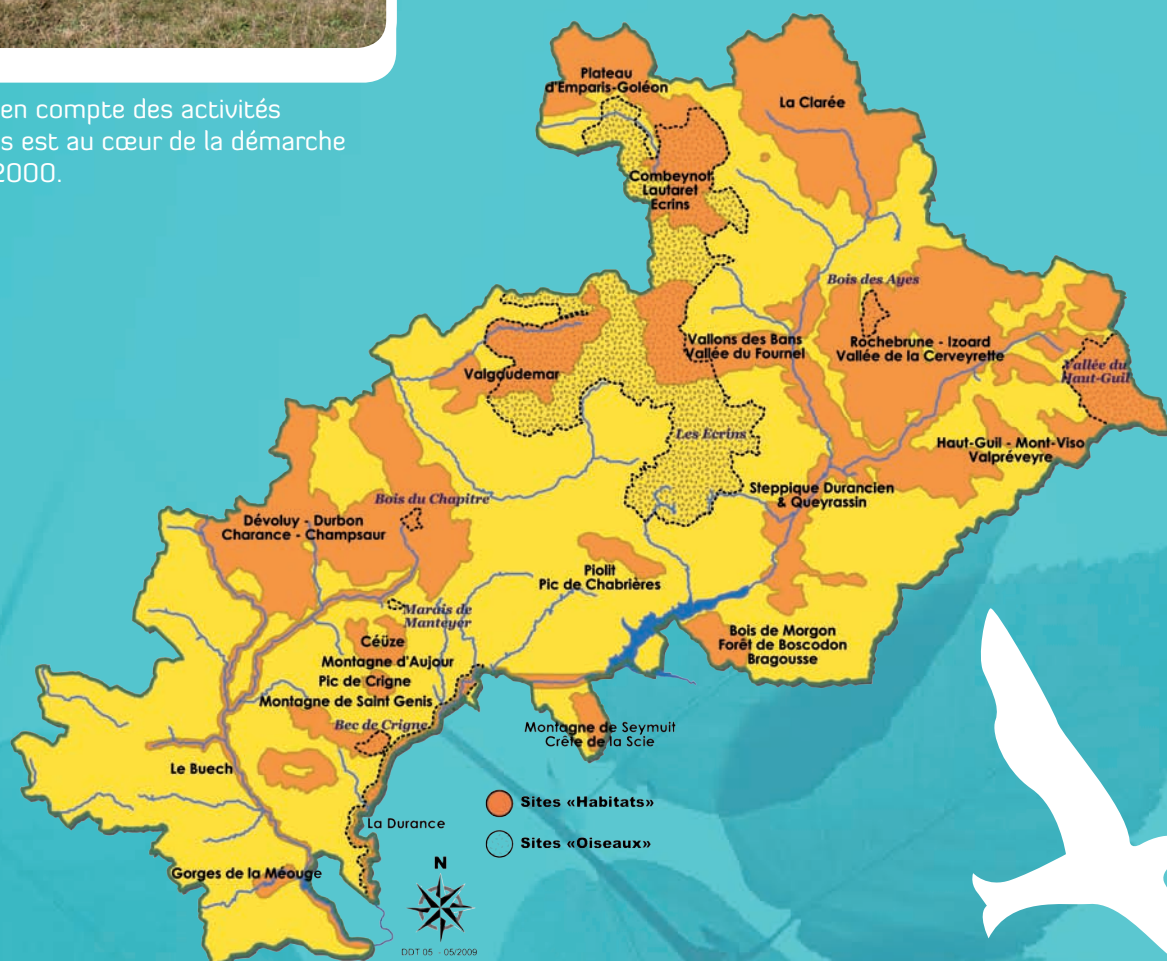 en compte des activités
s est au cœur de la démarche
2000.
Plateau
d'Emparis-Goléon
La Clarée
Combeynot
Lautaret
Ecrins
Bois des Ayes
Vallons des Bans
Vallée du Fournel
Rochebrune - Izoard
Vallée de la Cerveyrette
Vallée du
Haut-Guil
Valgaudemar
Les Ecrins
Haut-Guil - Mont-Viso
Valpréveyre
Steppique Durancien
& Queyrassin
Bois du Chapitre
Dévoluy - Durbon
Charance - Champsaur
Piolit
Pic de Chabrières
Marais de
Manteyer
Bois de Morgon
Forêt de Boscodon
Bragousse
Céüze
Montagne d'Aujour
Pic de Crigne
Montagne de Saint Genis
Bec de Crigne
Montagne de Seymuit
Crête de la Scie
Le Buech
Sites «Habitats»
La Durance
Sites «Oiseaux»
N
Gorges de la Méouge
DDT 05 - 05/2009